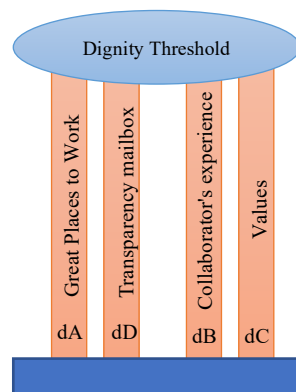 Dignity Threshold
Great Places to Work
Transparency mailbox
Collaborator's experience
Values
dA
dD
dB
dC